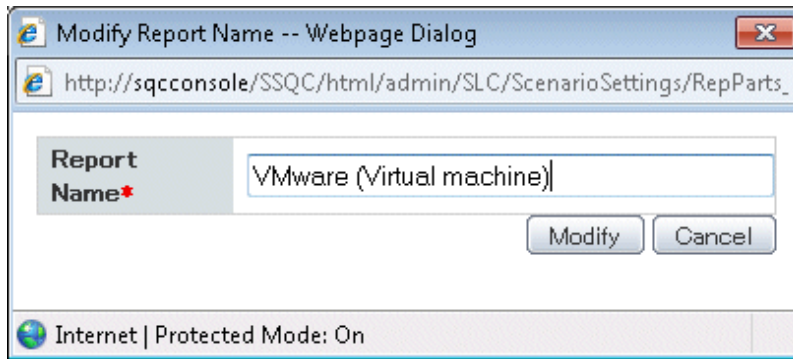 Modify Report Name -- Webpage Dialog
http://sqcconsole/SSQC/html/admin/SLC/ScenarioSettings/RepParts_
Report
Name*
VMware (Virtual machine)
Modify
Cancel
Internet | Protected Mode: On